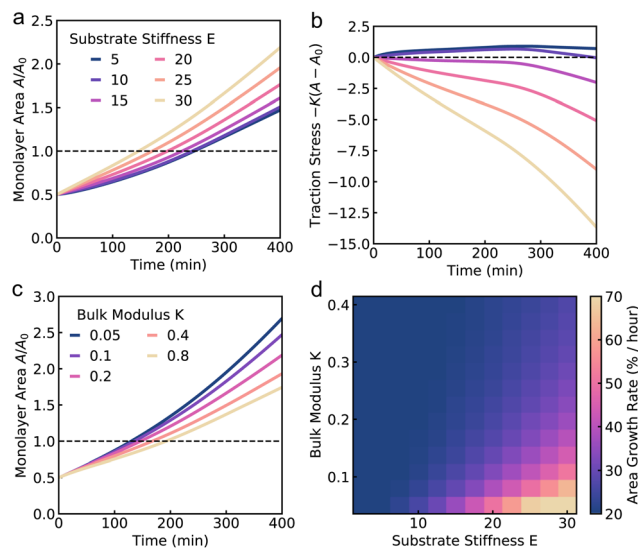 a
Substrate Stiffness E
5 20
10 25
15 30
Monolayer Area A/A₀
2.5
2.0
1.5
1.0
0.5
0.0
0 100 200 300 400
Time (min)
b
Traction Stress −K(A − A₀)
2.5
0.0
−2.5
−5.0
−7.5
−10.0
−12.5
−15.0
0 100 200 300 400
Time (min)
c
Bulk Modulus K
0.05 0.4
0.1 0.8
0.2
Monolayer Area A/A₀
3.0
2.5
2.0
1.5
1.0
0.5
0.0
0 100 200 300 400
Time (min)
d
Bulk Modulus K
0.4
0.3
0.2
0.1
10 20 30
Substrate Stiffness E
70
60
50
40
30
20
Area Growth Rate (% / hour)